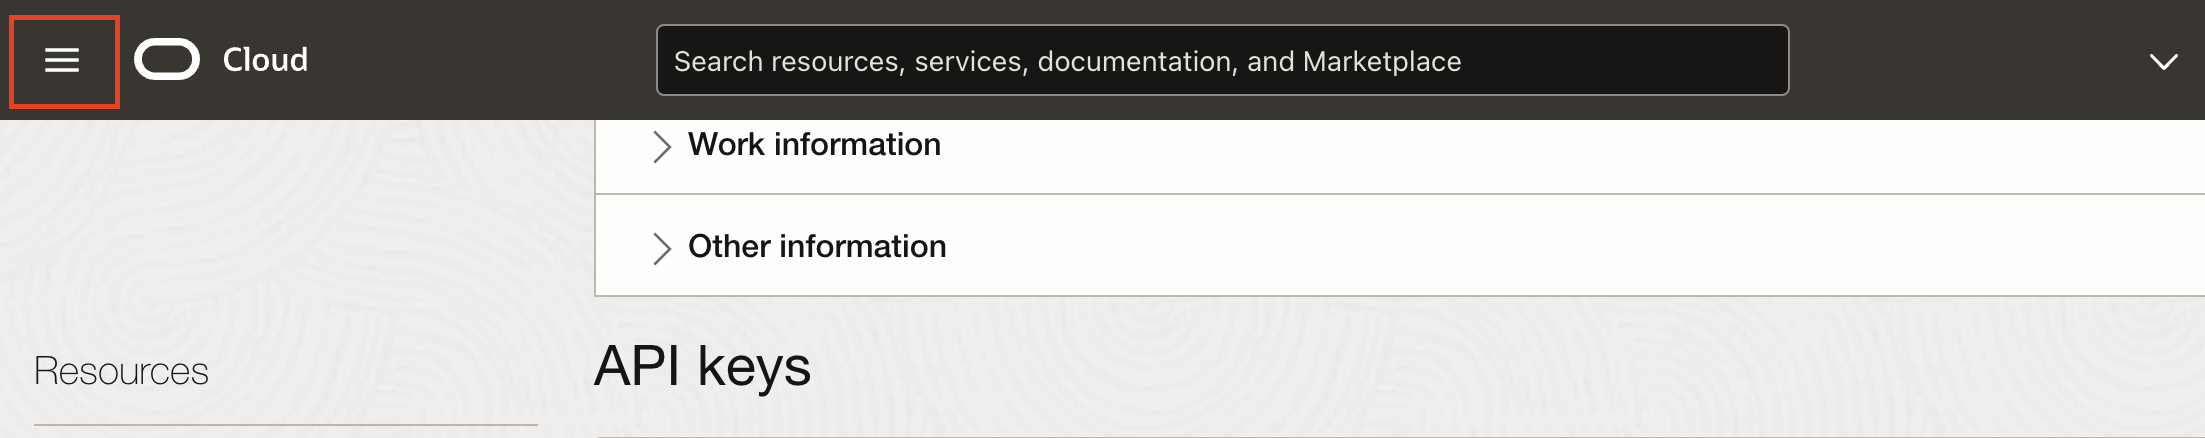 Cloud
Search resources, services, documentation, and Marketplace
Work information
Other information
Resources
API keys